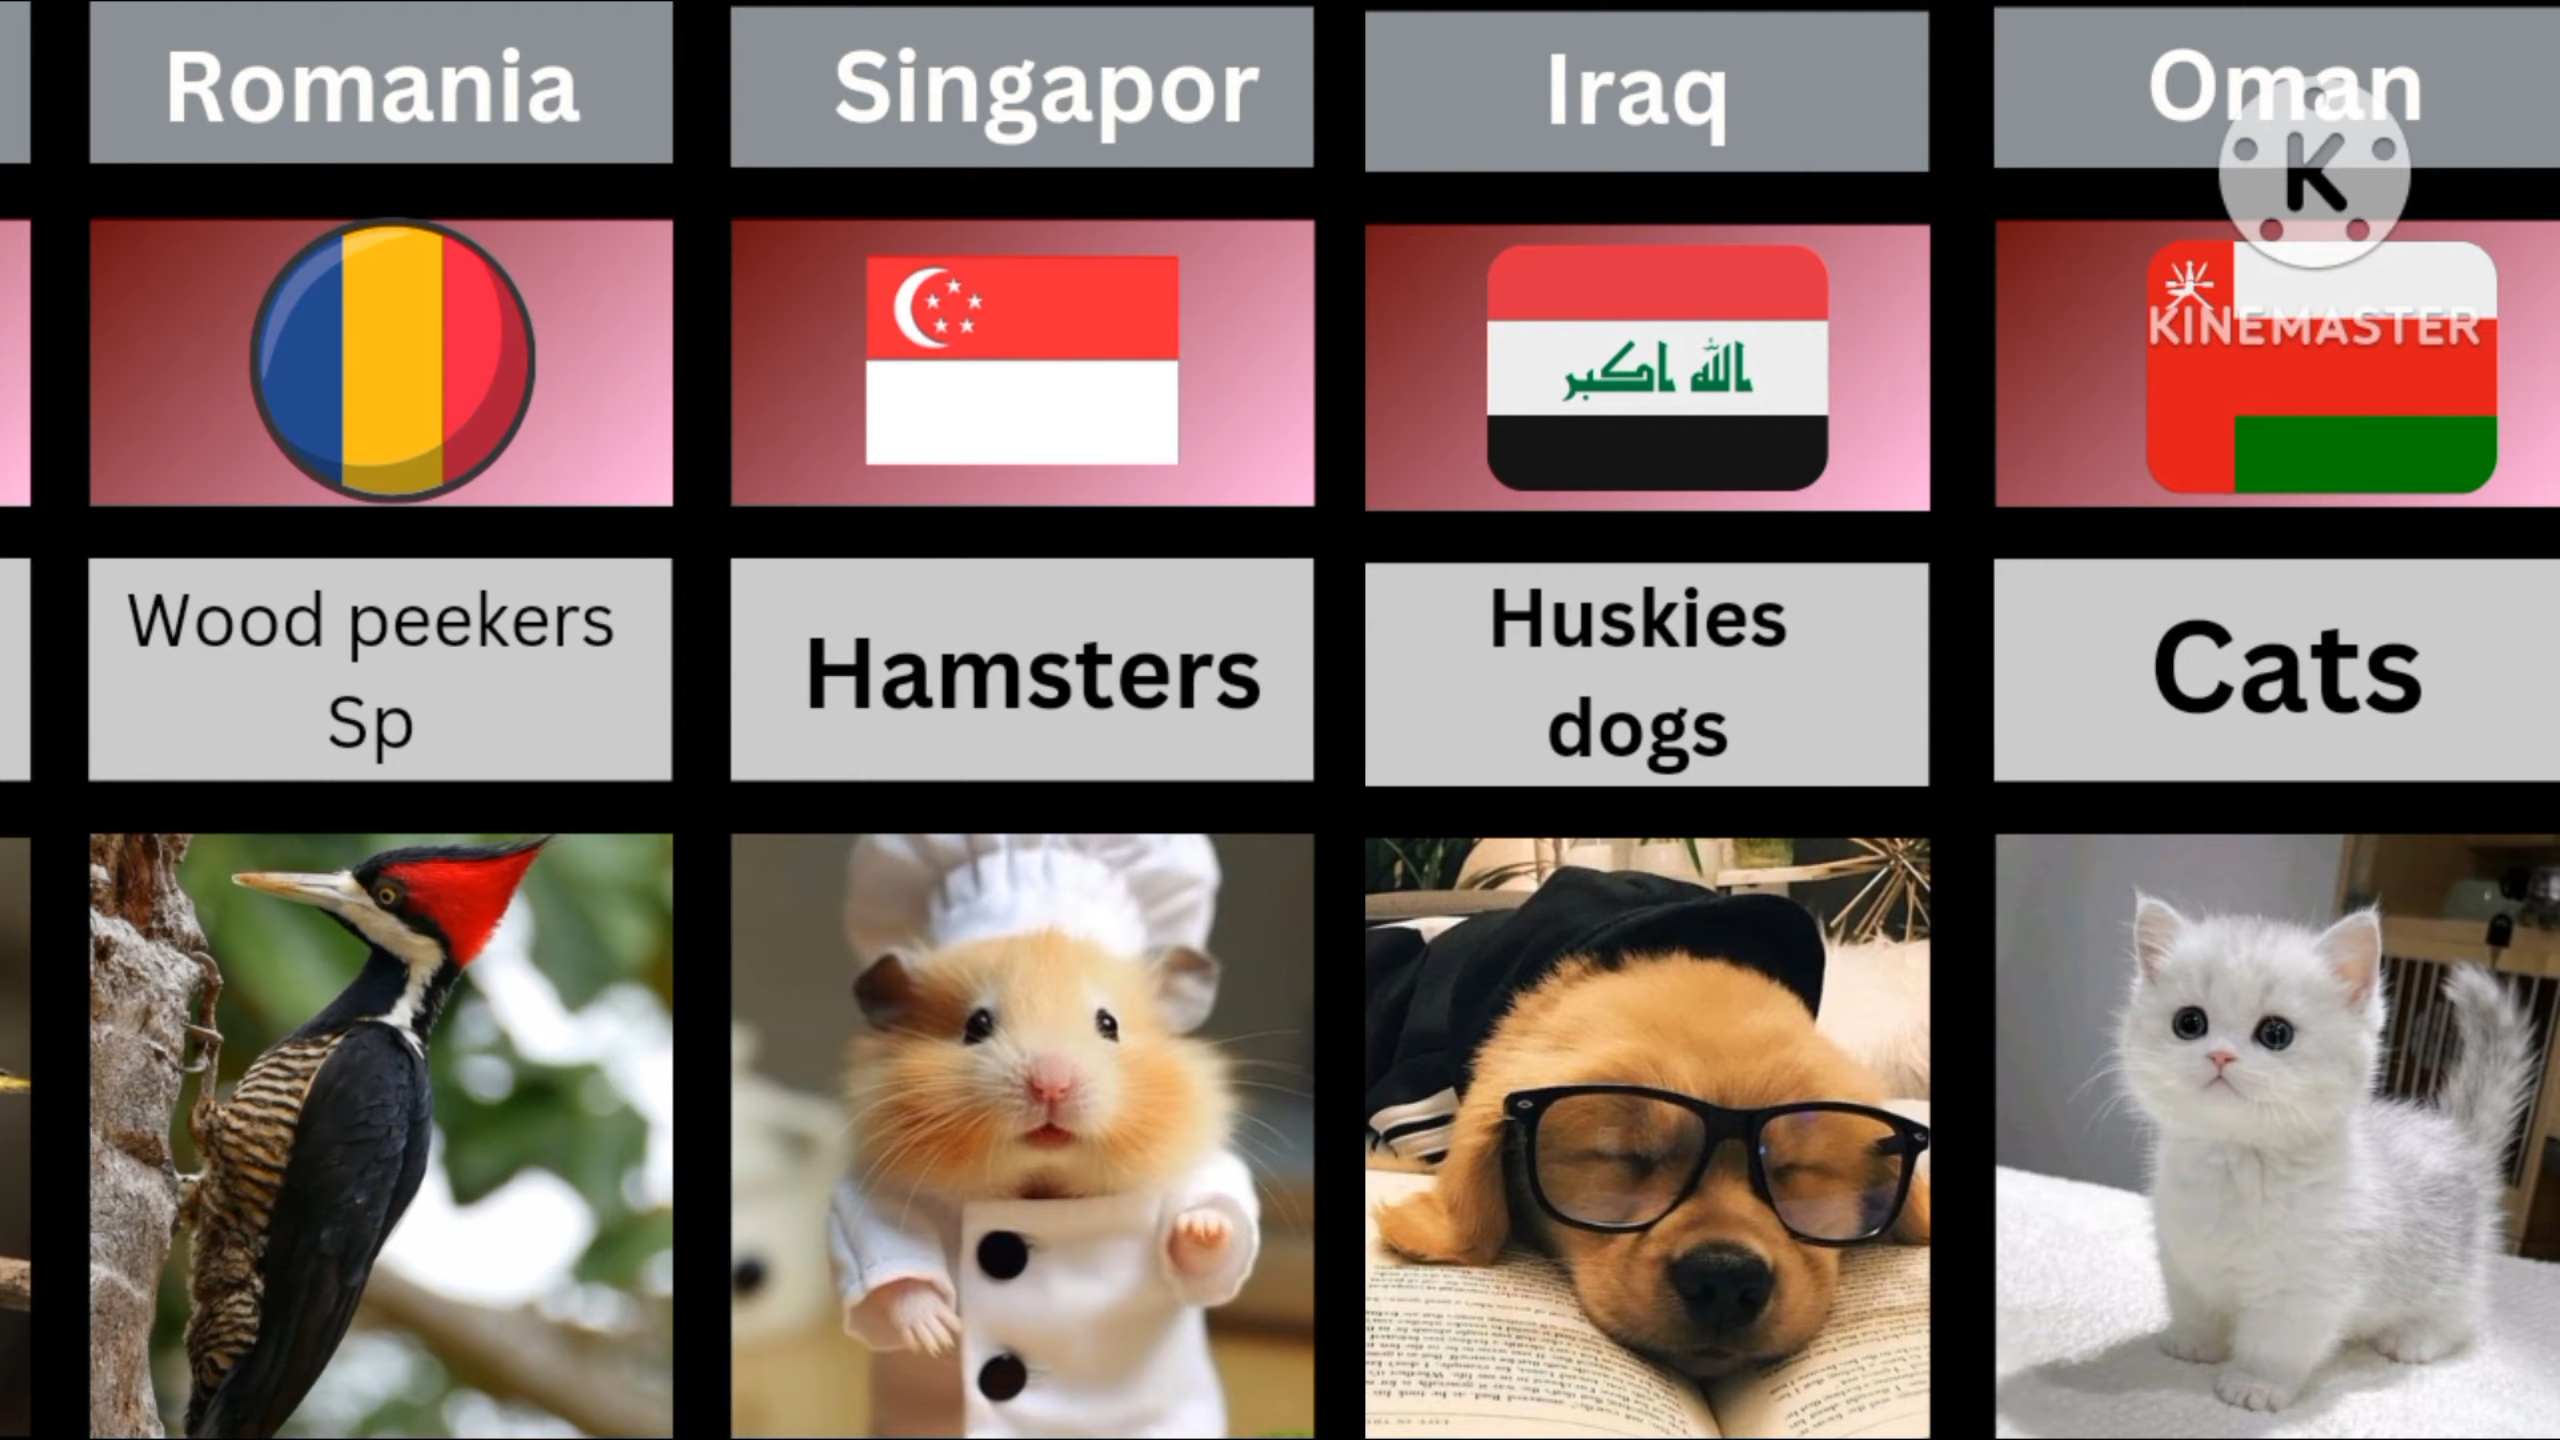 Romania
Singapor
Iraq
Oman
K
الله اكبر
KINEMASTER
Wood peekers
Sp
Hamsters
Huskies
dogs
Cats